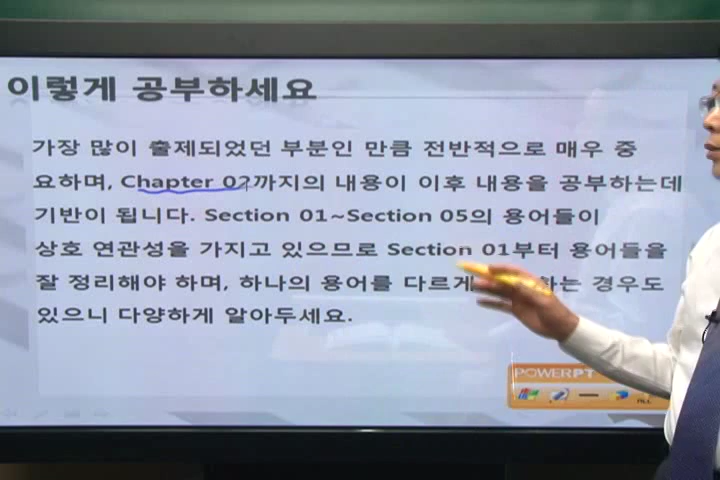 이렇게 공부하세요
가장 많이 출제되었던 부분인 만큼 전반적으로 매우 중
요하며, Chapter 02까지의 내용이 이후 내용을 공부하는데
기반이 됩니다. Section 01~Section 05의 용어들이
상호 연관성을 가지고 있으므로 Section 01부터 용어들을
잘 정리해야 하며, 하나의 용어를 다르게 하는 경우도
있으니 다양하게 알아두세요.
POWERPT
ALL